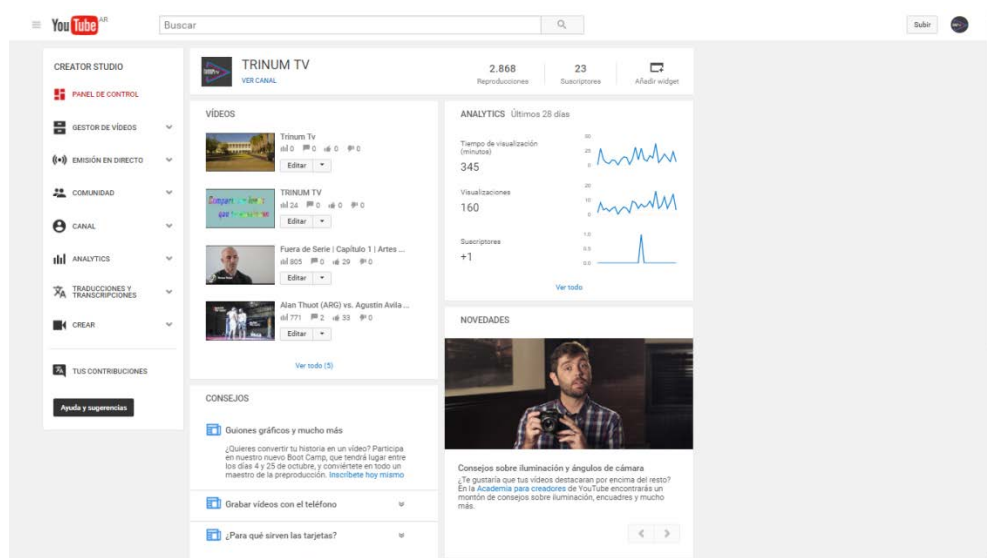 YouTube AR
Buscar
Subir
CREATOR STUDIO
PANEL DE CONTROL
GESTOR DE VÍDEOS
EMISIÓN EN DIRECTO
COMUNIDAD
CANAL
ANALYTICS
TRADUCCIONES Y
TRANSCRIPCIONES
CREAR
TUS CONTRIBUCIONES
Ayuda y sugerencias
TRINUM TV
VER CANAL
2.868
Reproducciones
23
Suscriptores
Añadir widget
VÍDEOS
Trinum Tv
0 0 0 0
Editar
TRINUM TV
24 0 0 0
Editar
Fuera de Serie | Capítulo 1 | Artes ...
805 0 29 0
Editar
Alan Thuot (ARG) vs. Agustin Avila ...
771 2 33 0
Editar
Ver todo (5)
CONSEJOS
Guiones gráficos y mucho más
¿Quieres convertir tu historia en un vídeo? Participa
en nuestro nuevo Boot Camp, que tendrá lugar entre
los días 4 y 25 de octubre, y conviértete en todo un
maestro de la preproducción. Inscríbete hoy mismo
Grabar vídeos con el teléfono
¿Para qué sirven las tarjetas?
ANALYTICS Últimos 28 días
Tiempo de visualización
(minutos)
345
Visualizaciones
160
Suscriptores
+1
Ver todo
NOVEDADES
Consejos sobre iluminación y ángulos de cámara
¿Te gustaría que tus vídeos destacaran por encima del resto?
En la Academia para creadores de YouTube encontrarás un
montón de consejos sobre iluminación, encuadres y mucho
más.